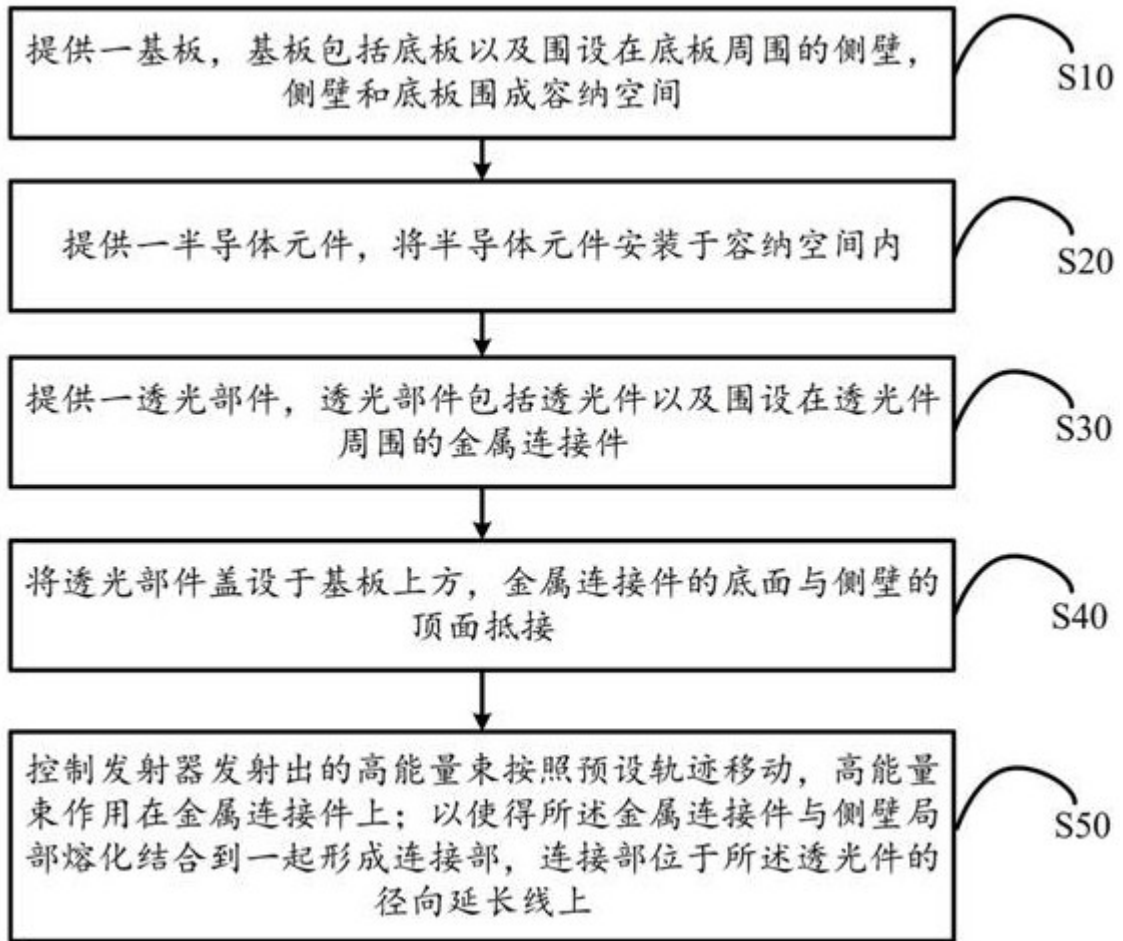 提供一基板，基板包括底板以及围设在底板周围的侧壁，
侧壁和底板围成容纳空间
S10
提供一半导体元件，将半导体元件安装于容纳空间内
S20
提供一透光部件，透光部件包括透光件以及围设在透光件
周围的金属连接件
S30
将透光部件盖设于基板上方，金属连接件的底面与侧壁的
顶面抵接
S40
控制发射器发射出的高能量束按照预设轨迹移动，高能量
束作用在金属连接件上；以使得所述金属连接件与侧壁局
部熔化结合到一起形成连接部，连接部位于所述透光件的
径向延长线上
S50